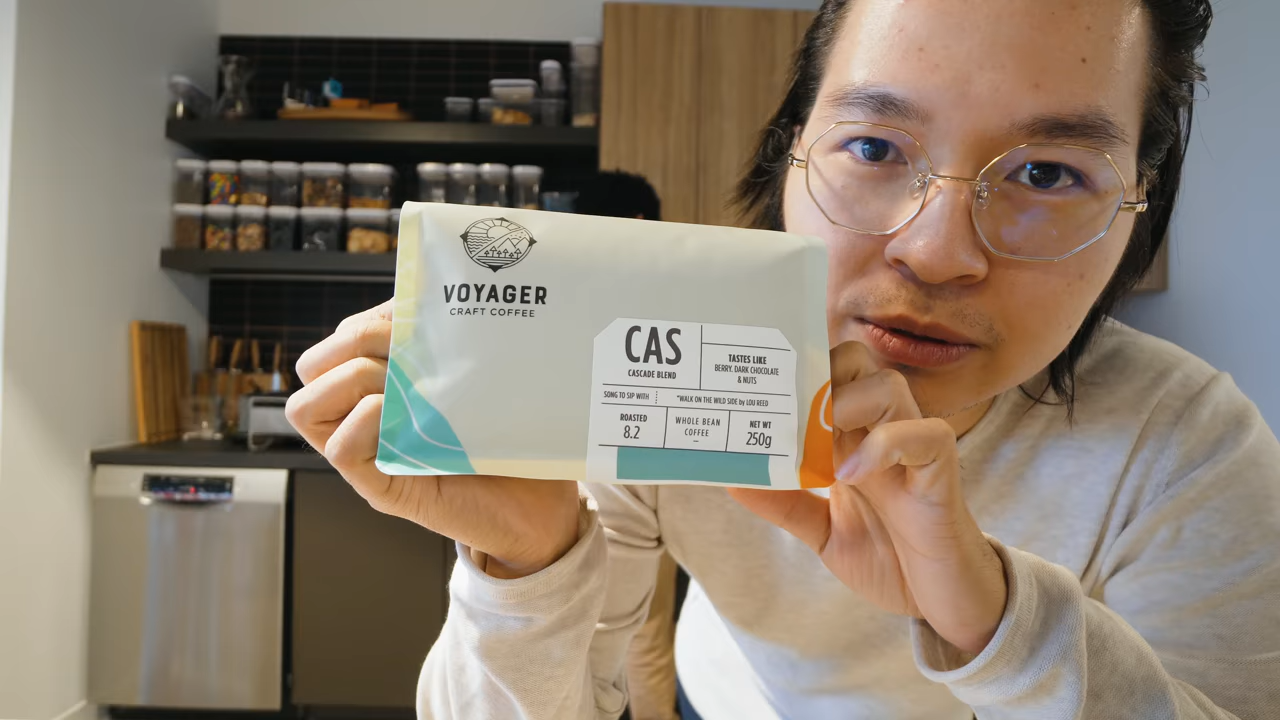 VOYAGER
CRAFT COFFEE
CAS
CASCADE BLEND
TASTES LIKE
BERRY, DARK CHOCOLATE
& NUTS
SONG TO SIP WITH
"WALK ON THE WILD SIDE by LOU REED
ROASTED
8.2
WHOLE BEAN
COFFEE
NET WT
250g